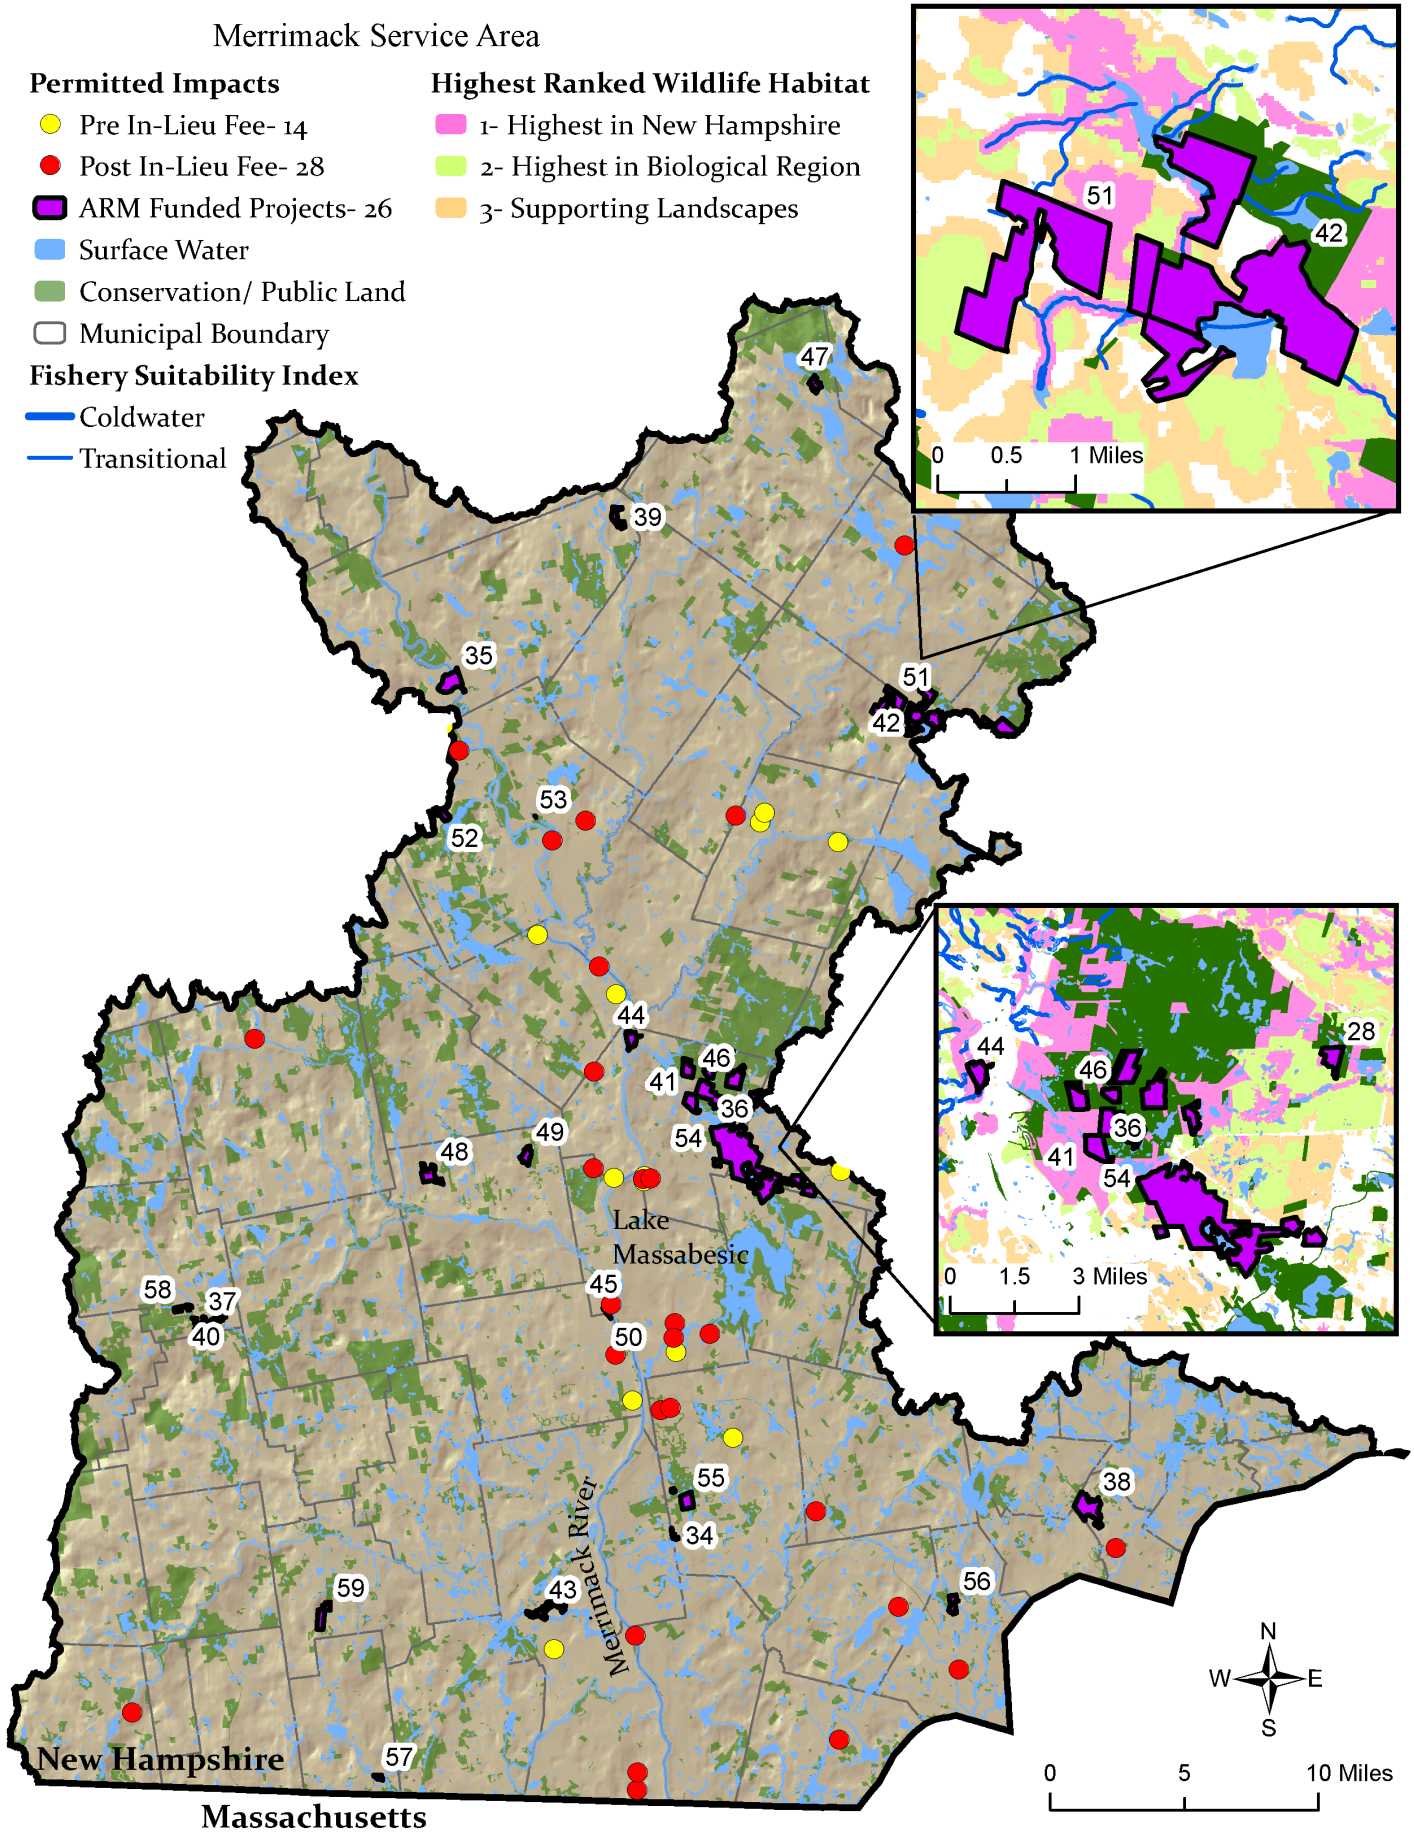 Merrimack Service Area
Permitted Impacts
Pre In-Lieu Fee- 14
Post In-Lieu Fee- 28
ARM Funded Projects- 26
Surface Water
Conservation/ Public Land
Municipal Boundary
Fishery Suitability Index
Coldwater
Transitional
Highest Ranked Wildlife Habitat
1- Highest in New Hampshire
2- Highest in Biological Region
3- Supporting Landscapes
51
42
0 0.5 1 Miles
47
39
35
51
42
53
52
44
46
41
36
54
49
48
Lake
Massabesic
58
37
40
45
50
55
34
Merrimack River
43
59
57
38
56
44
28
46
36
41
54
0 1.5 3 Miles
N
W E
S
0 5 10 Miles
New Hampshire
Massachusetts